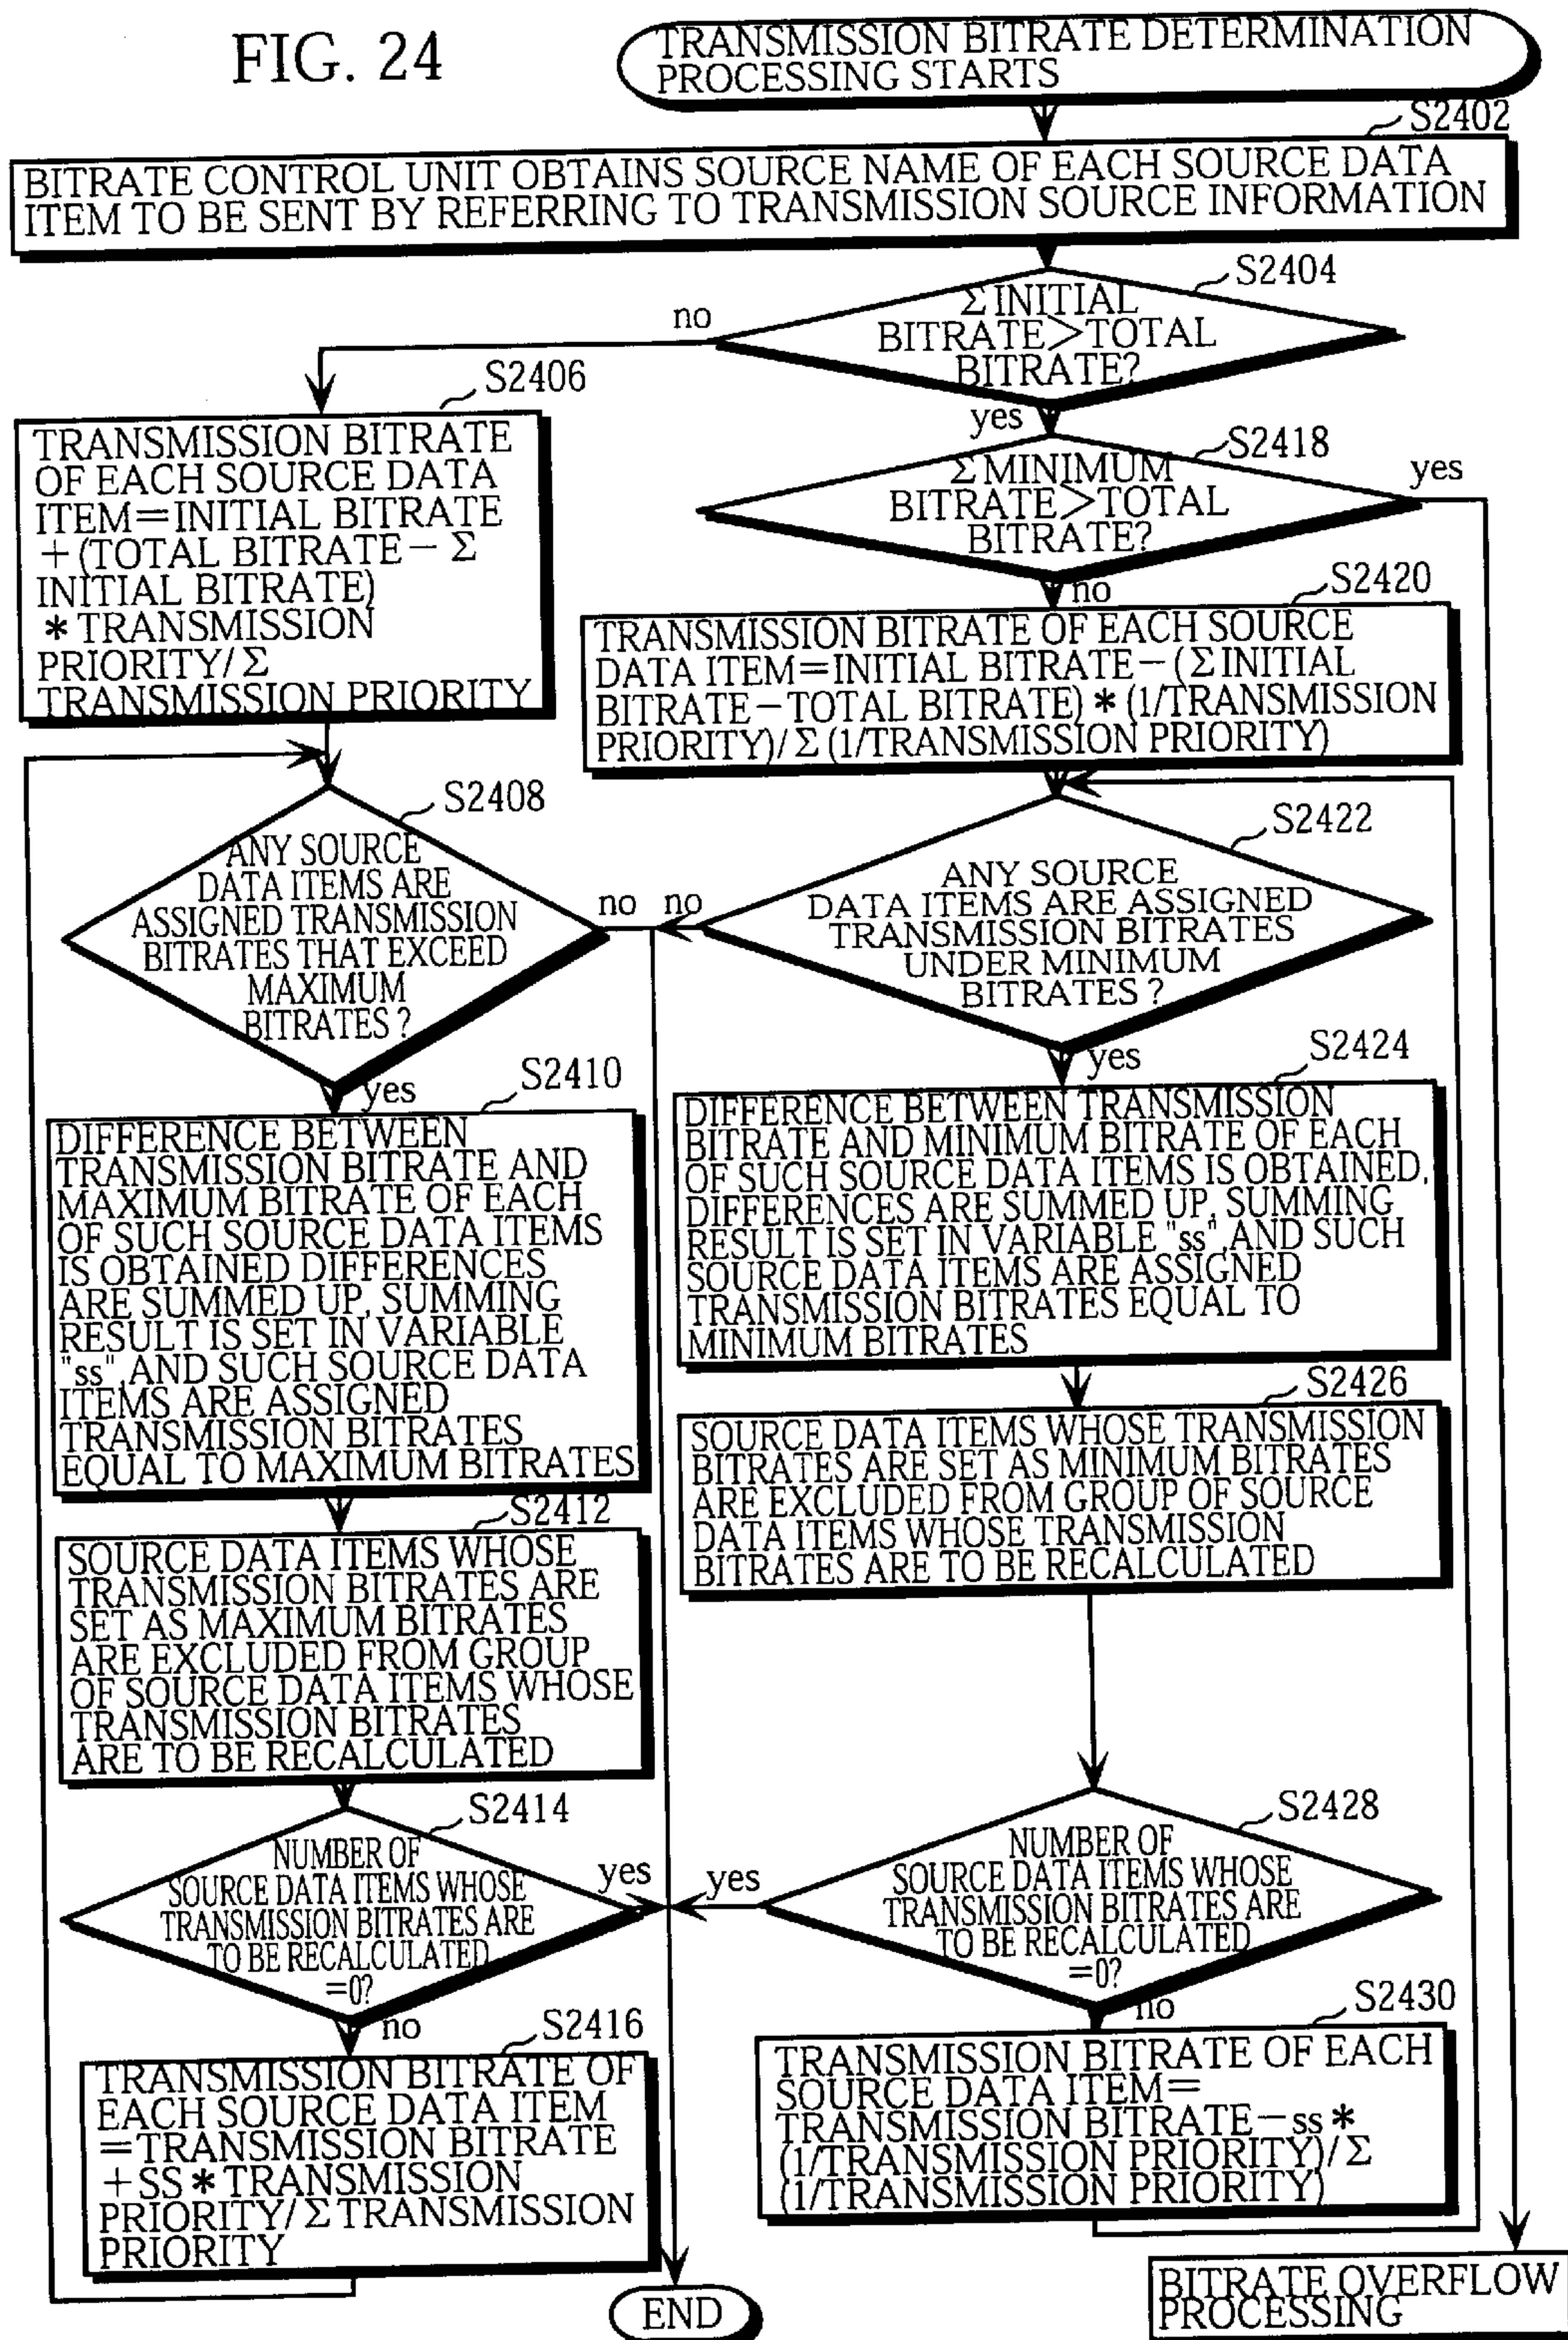 FIG. 24
TRANSMISSION BITRATE DETERMINATION
PROCESSING STARTS
S2402
BITRATE CONTROL UNIT OBTAINS SOURCE NAME OF EACH SOURCE DATA
ITEM TO BE SENT BY REFERRING TO TRANSMISSION SOURCE INFORMATION
S2404
Σ INITIAL
BITRATE>TOTAL
BITRATE?
no
yes
S2406
TRANSMISSION BITRATE
OF EACH SOURCE DATA
ITEM=INITIAL BITRATE
+(TOTAL BITRATE− Σ
INITIAL BITRATE)
* TRANSMISSION
PRIORITY/Σ
TRANSMISSION PRIORITY
S2418
Σ MINIMUM
BITRATE>TOTAL
BITRATE?
yes
no
S2420
TRANSMISSION BITRATE OF EACH SOURCE
DATA ITEM=INITIAL BITRATE−(ΣINITIAL
BITRATE−TOTAL BITRATE) * (1/TRANSMISSION
PRIORITY)/Σ(1/TRANSMISSION PRIORITY)
S2408
ANY SOURCE
DATA ITEMS ARE
ASSIGNED TRANSMISSION
BITRATES THAT EXCEED
MAXIMUM
BITRATES ?
no
yes
S2422
ANY SOURCE
DATA ITEMS ARE ASSIGNED
TRANSMISSION BITRATES
UNDER MINIMUM
BITRATES ?
no
yes
S2410
DIFFERENCE BETWEEN
TRANSMISSION BITRATE AND
MAXIMUM BITRATE OF EACH
OF SUCH SOURCE DATA ITEMS
IS OBTAINED DIFFERENCES
ARE SUMMED UP, SUMMING
RESULT IS SET IN VARIABLE
"ss",AND SUCH SOURCE DATA
ITEMS ARE ASSIGNED
TRANSMISSION BITRATES
EQUAL TO MAXIMUM BITRATES
S2424
DIFFERENCE BETWEEN TRANSMISSION
BITRATE AND MINIMUM BITRATE OF EACH
OF SUCH SOURCE DATA ITEMS IS OBTAINED,
DIFFERENCES ARE SUMMED UP, SUMMING
RESULT IS SET IN VARIABLE "ss",AND SUCH
SOURCE DATA ITEMS ARE ASSIGNED
TRANSMISSION BITRATES EQUAL TO
MINIMUM BITRATES
S2412
SOURCE DATA ITEMS WHOSE
TRANSMISSION BITRATES ARE
SET AS MAXIMUM BITRATES
ARE EXCLUDED FROM GROUP
OF SOURCE DATA ITEMS WHOSE
TRANSMISSION BITRATES
ARE TO BE RECALCULATED
S2426
SOURCE DATA ITEMS WHOSE TRANSMISSION
BITRATES ARE SET AS MINIMUM BITRATES
ARE EXCLUDED FROM GROUP OF SOURCE
DATA ITEMS WHOSE TRANSMISSION
BITRATES ARE TO BE RECALCULATED
S2414
NUMBER OF
SOURCE DATA ITEMS WHOSE
TRANSMISSION BITRATES ARE
TO BE RECALCULATED
=0?
yes
no
S2428
NUMBER OF
SOURCE DATA ITEMS WHOSE
TRANSMISSION BITRATES ARE
TO BE RECALCULATED
=0?
yes
no
S2416
TRANSMISSION BITRATE OF
EACH SOURCE DATA ITEM
=TRANSMISSION BITRATE
+SS * TRANSMISSION
PRIORITY/Σ TRANSMISSION
PRIORITY
S2430
TRANSMISSION BITRATE OF EACH
SOURCE DATA ITEM=
TRANSMISSION BITRATE−ss *
(1/TRANSMISSION PRIORITY)/Σ
(1/TRANSMISSION PRIORITY)
END
BITRATE OVERFLOW
PROCESSING